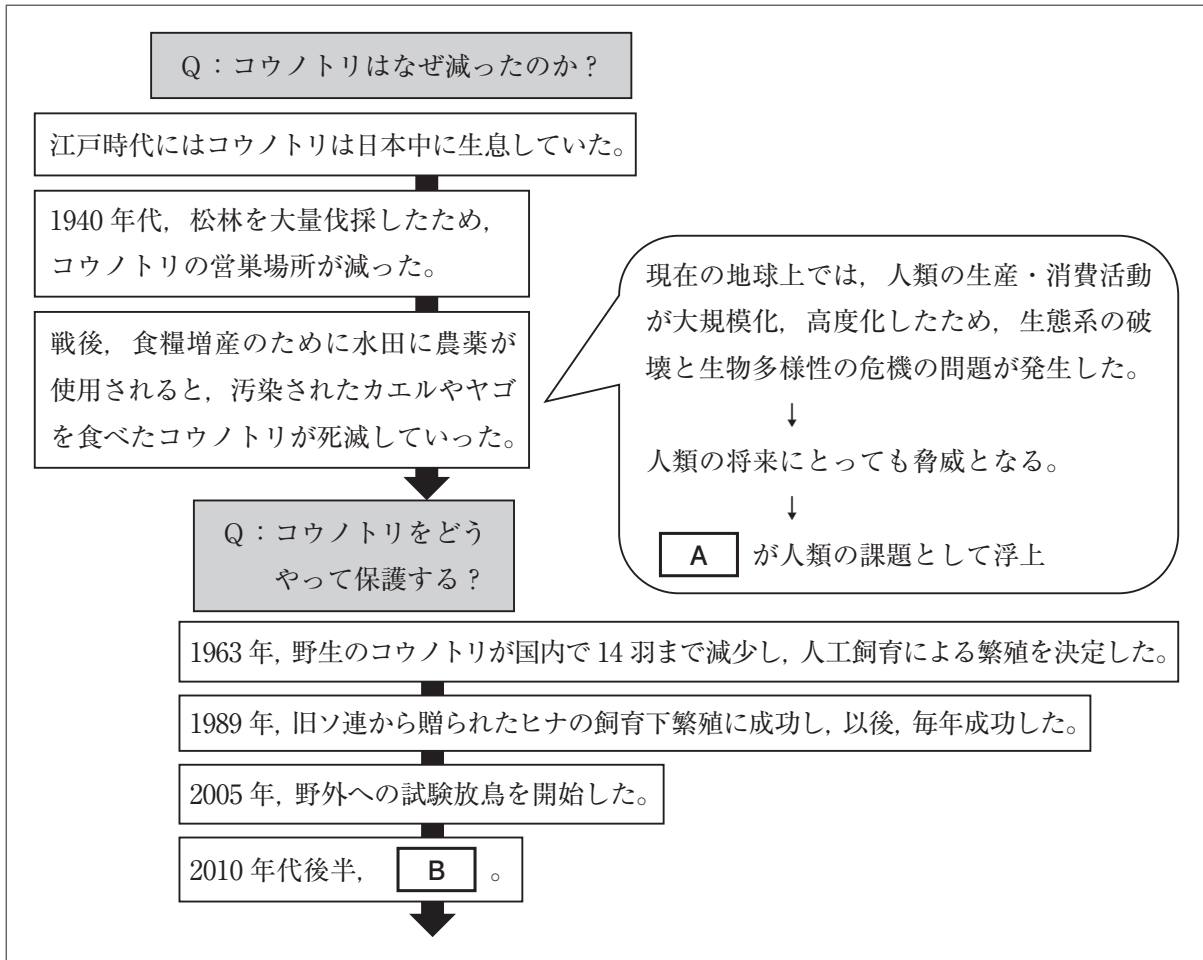 Q：コウノトリはなぜ減ったのか？
江戸時代にはコウノトリは日本中に生息していた。
1940 年代，松林を大量伐採したため，
コウノトリの営巣場所が減った。
戦後，食糧増産のために水田に農薬が
使用されると，汚染されたカエルやヤゴ
を食べたコウノトリが死滅していった。
現在の地球上では，人類の生産・消費活動
が大規模化，高度化したため，生態系の破
壊と生物多様性の危機の問題が発生した。
↓
人類の将来にとっても脅威となる。
↓
A が人類の課題として浮上
Q：コウノトリをどう
やって保護する？
1963 年，野生のコウノトリが国内で 14 羽まで減少し，人工飼育による繁殖を決定した。
1989 年，旧ソ連から贈られたヒナの飼育下繁殖に成功し，以後，毎年成功した。
2005 年，野外への試験放鳥を開始した。
2010 年代後半， B 。